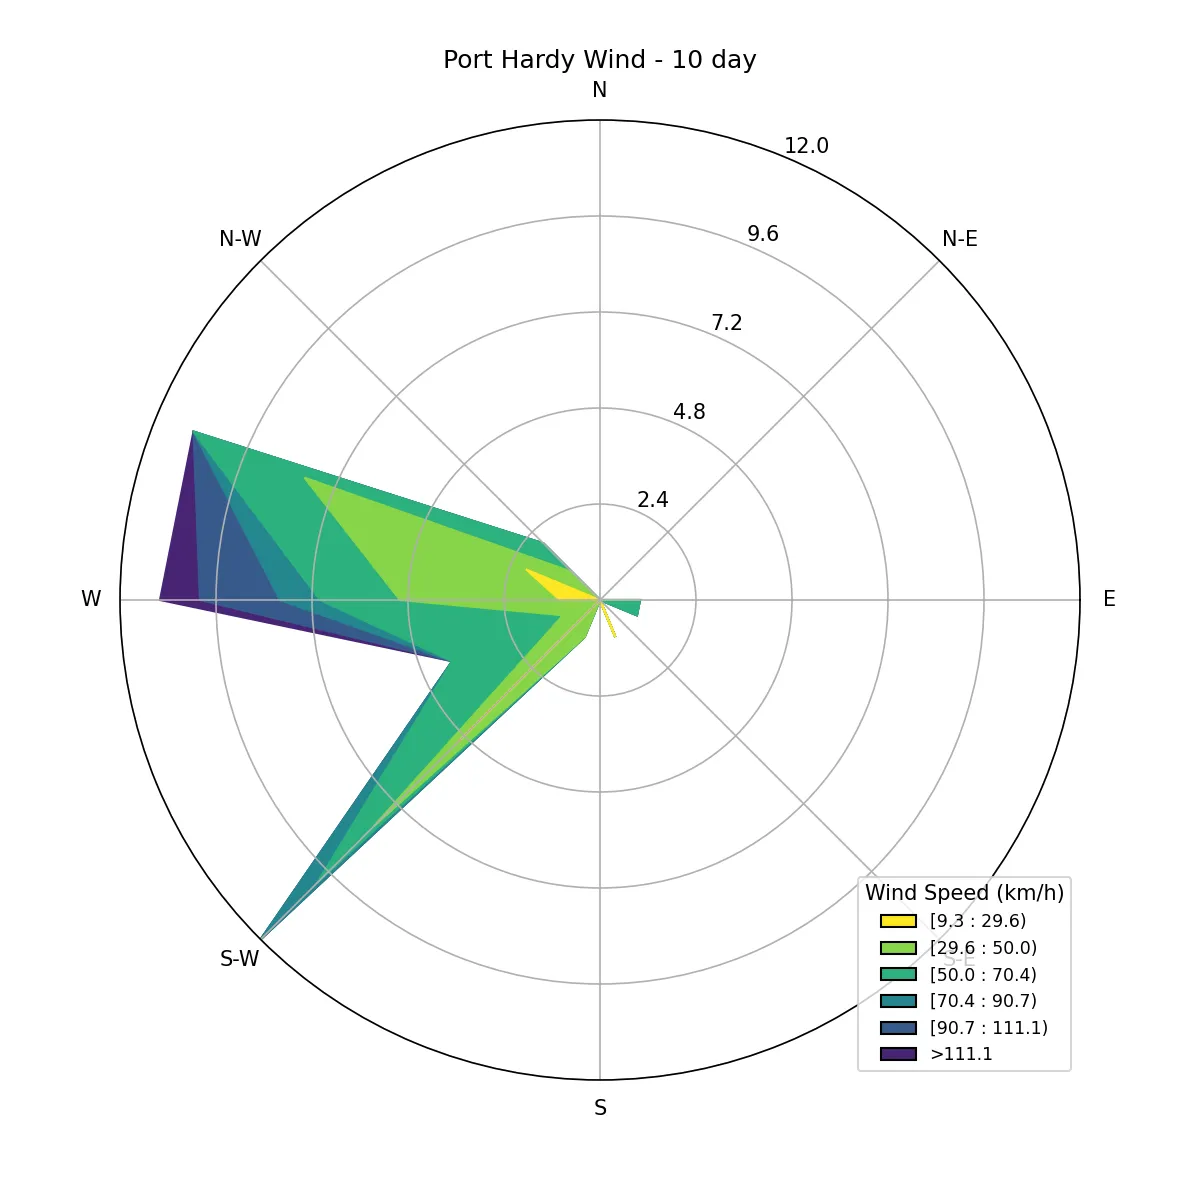 Port Hardy Wind - 10 day
N
12.0
N-W
N-E
9.6
7.2
4.8
2.4
W
E
Wind Speed (km/h)
[9.3 : 29.6)
[29.6 : 50.0)
S-W
S-E
[50.0 : 70.4)
[70.4 : 90.7)
[90.7 : 111.1)
>111.1
S